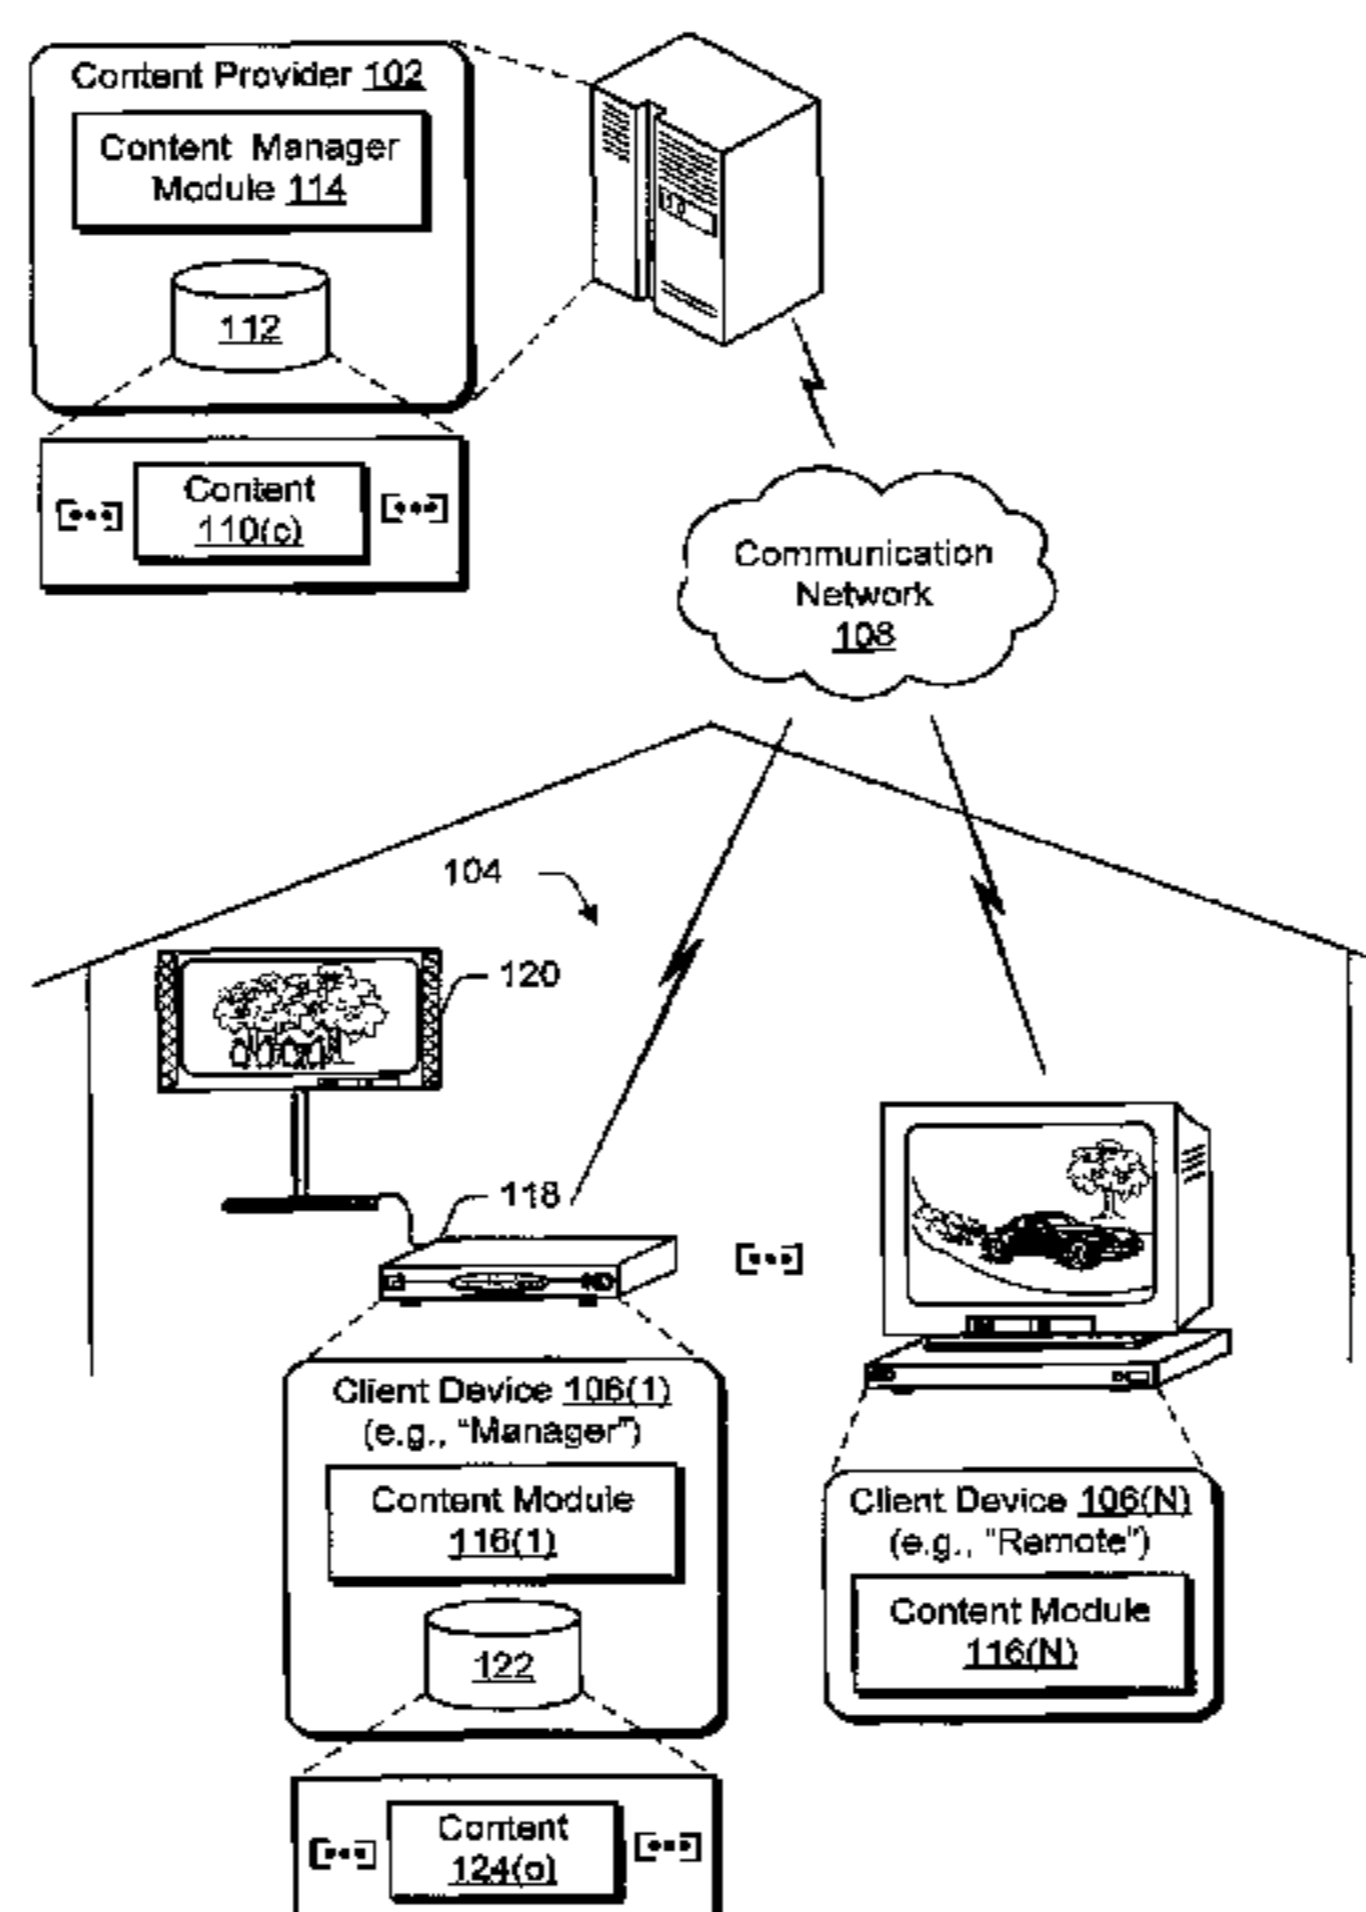 Content Provider 102
Content Manager
Module 114
112
[•••]
Content
110(c)
[•••]
Communication
Network
108
104
120
118
[•••]
Client Device 106(1)
(e.g., "Manager")
Content Module
116(1)
122
Client Device 106(N)
(e.g., "Remote")
Content Module
116(N)
[•••]
Content
124(o)
[•••]